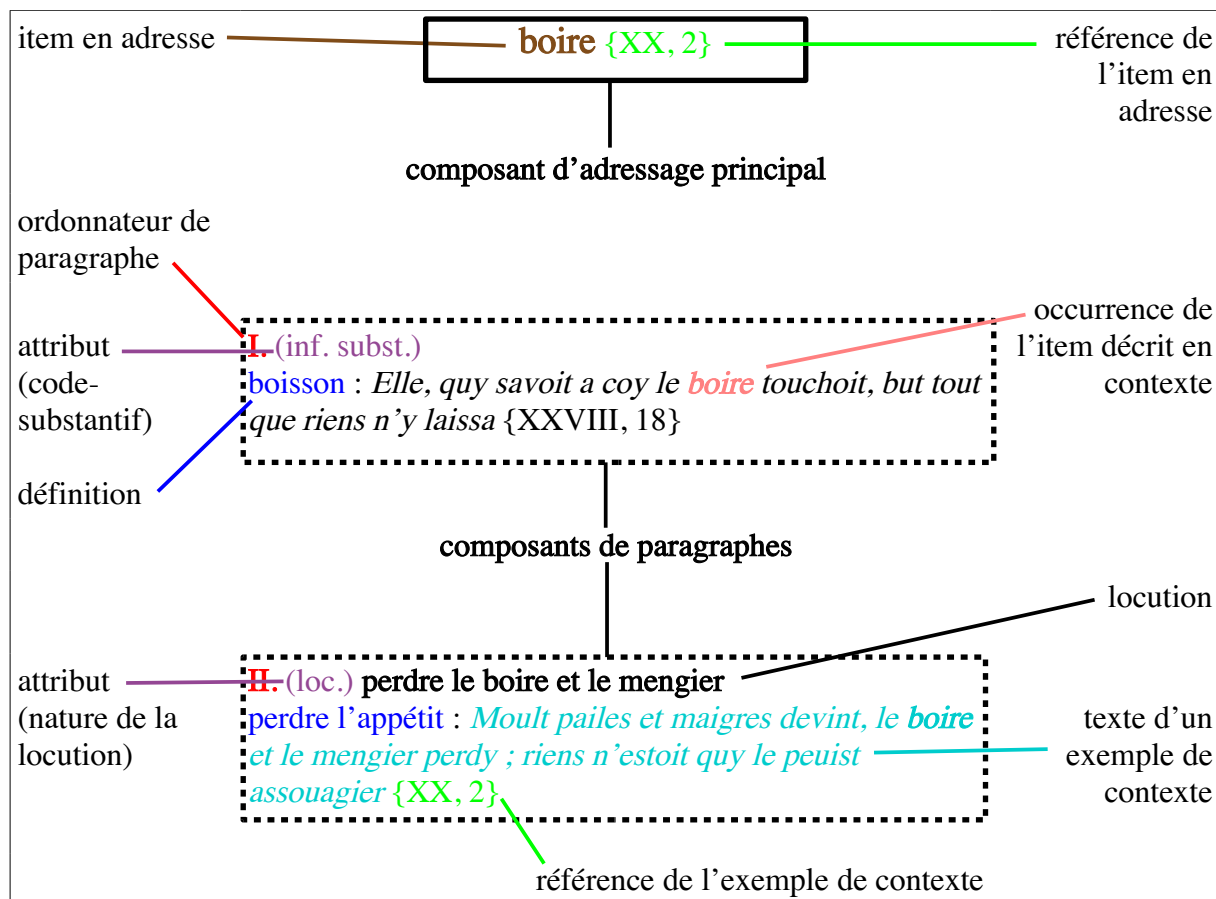 item en adresse
boire {XX, 2}
référence de
l'item en
adresse
composant d'adressage principal
ordonnateur de
paragraphe
attribut
(code-
substantif)
définition
I. (inf. subst.)
boisson : Elle, quy savoit a coy le boire touchoit, but tout
que riens n'y laissa {XXVIII, 18}
occurrence de
l'item décrit en
contexte
composants de paragraphes
locution
attribut
(nature de la
locution)
II. (loc.) perdre le boire et le mengier
perdre l'appétit : Moult pailes et maigres devint, le boire
et le mengier perdy ; riens n'estoit quy le peuist
assouagier {XX, 2}
texte d'un
exemple de
contexte
référence de l'exemple de contexte